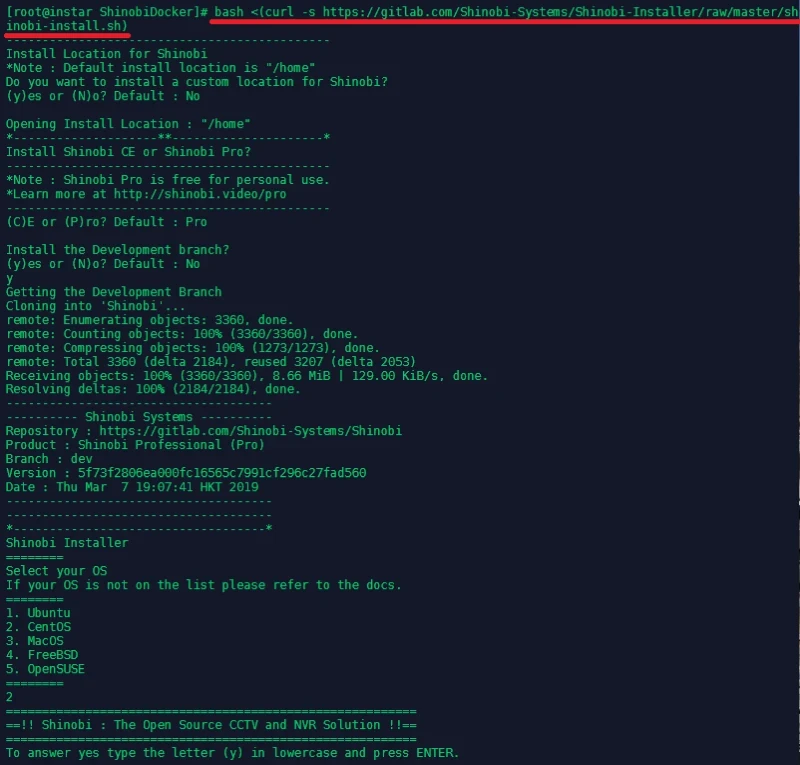 [root@instar ShinobiDocker]# bash <(curl -s https://gitlab.com/Shinobi-Systems/Shinobi-Installer/raw/master/sh
inobi-install.sh)
---------------------------------------------
Install Location for Shinobi
*Note : Default install location is "/home"
Do you want to install a custom location for Shinobi?
(y)es or (N)o? Default : No
Opening Install Location : "/home"
*--------------------**---------------------*
Install Shinobi CE or Shinobi Pro?
---------------------------------------------
*Note : Shinobi Pro is free for personal use.
*Learn more at http://shinobi.video/pro
---------------------------------------------
(C)E or (P)ro? Default : Pro
Install the Development branch?
(y)es or (N)o? Default : No
y
Getting the Development Branch
Cloning into 'Shinobi'...
remote: Enumerating objects: 3360, done.
remote: Counting objects: 100% (3360/3360), done.
remote: Compressing objects: 100% (1273/1273), done.
remote: Total 3360 (delta 2184), reused 3207 (delta 2053)
Receiving objects: 100% (3360/3360), 8.66 MiB | 129.00 KiB/s, done.
Resolving deltas: 100% (2184/2184), done.
-------------------------------------
---------- Shinobi Systems ----------
Repository : https://gitlab.com/Shinobi-Systems/Shinobi
Product : Shinobi Professional (Pro)
Branch : dev
Version : 5f73f2806ea000fc16565c7991cf296c27fad560
Date : Thu Mar  7 19:07:41 HKT 2019
-------------------------------------
-------------------------------------
*-----------------------------------*
Shinobi Installer
========
Select your OS
If your OS is not on the list please refer to the docs.
========
1. Ubuntu
2. CentOS
3. MacOS
4. FreeBSD
5. OpenSUSE
========
2
=========================================================
==!! Shinobi : The Open Source CCTV and NVR Solution !!==
=========================================================
To answer yes type the letter (y) in lowercase and press ENTER.